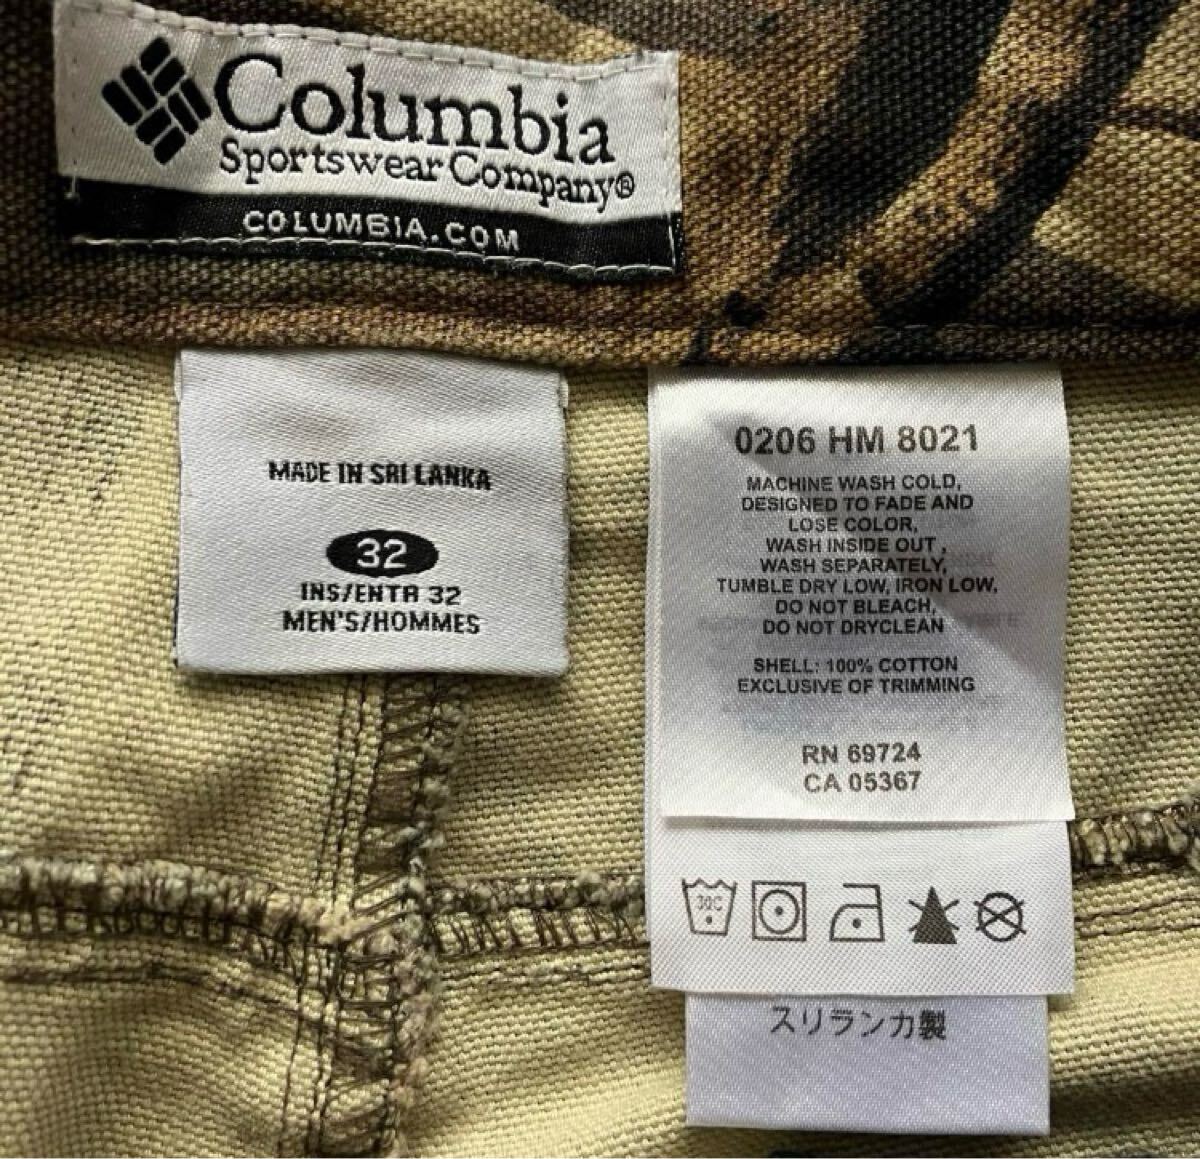 Columbia
Sportswear Company®
COLUMBIA.COM
MADE IN SRI LANKA
32
INS/ENTR 32
MEN'S/HOMMES
0206 HM 8021
MACHINE WASH COLD,
DESIGNED TO FADE AND
LOSE COLOR,
WASH INSIDE OUT ,
WASH SEPARATELY,
TUMBLE DRY LOW, IRON LOW,
DO NOT BLEACH,
DO NOT DRYCLEAN
SHELL: 100% COTTON
EXCLUSIVE OF TRIMMING
RN 69724
CA 05367
30C
スリランカ製